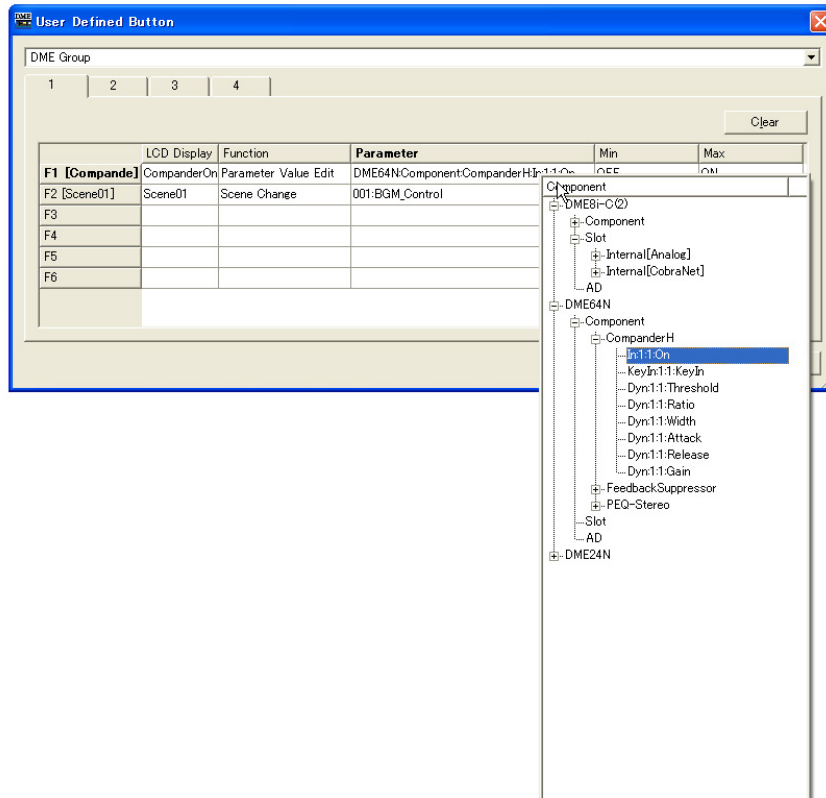 User Defined Button
DME Group
1 2 3 4
Clear
LCD Display Function Parameter Min Max
F1 [Compande] CompanderOn Parameter Value Edit DME64N:Component:CompanderH:In:1:1:On OFF ON
F2 [Scene01] Scene01 Scene Change 001:BGM_Control
F3
F4
F5
F6
Component
DME8i-C(2)
Component
Slot
Internal[Analog]
Internal[CobraNet]
AD
DME64N
Component
CompanderH
In:1:1:On
KeyIn:1:1:KeyIn
Dyn:1:1:Threshold
Dyn:1:1:Ratio
Dyn:1:1:Width
Dyn:1:1:Attack
Dyn:1:1:Release
Dyn:1:1:Gain
FeedbackSuppressor
PEQ-Stereo
Slot
AD
DME24N